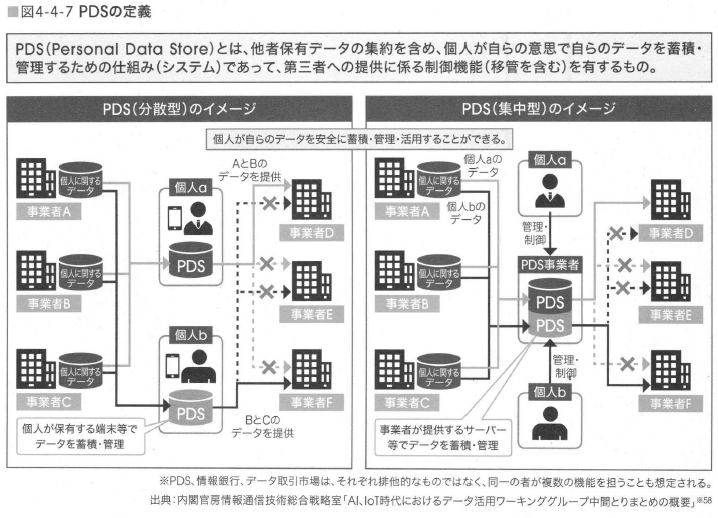 ■図4-4-7 PDSの定義
PDS(Personal Data Store)とは、他者保有データの集約を含め、個人が自らの意思で自らのデータを蓄積・
管理するための仕組み(システム)であって、第三者への提供に係る制御機能(移管を含む)を有するもの。
PDS(分散型)のイメージ
PDS(集中型)のイメージ
個人が自らのデータを安全に蓄積・管理・活用することができる。
個人に関する
データ
事業者A
個人に関する
データ
事業者B
個人に関する
データ
事業者C
個人a
PDS
個人b
PDS
AとBの
データを提供
BとCの
データを提供
事業者D
事業者E
事業者F
個人が保有する端末等で
データを蓄積・管理
個人に関する
データ
事業者A
個人に関する
データ
事業者B
個人に関する
データ
事業者C
個人aの
データ
個人bの
データ
個人a
管理・
制御
PDS事業者
PDS
PDS
管理・
制御
個人b
事業者D
事業者E
事業者F
事業者が提供するサーバー
等でデータを蓄積・管理
※PDS、情報銀行、データ取引市場は、それぞれ排他的なものではなく、同一の者が複数の機能を担うことも想定される。
出典:内閣官房情報通信技術総合戦略室「AI、IoT時代におけるデータ活用ワーキンググループ中間とりまとめの概要」※58